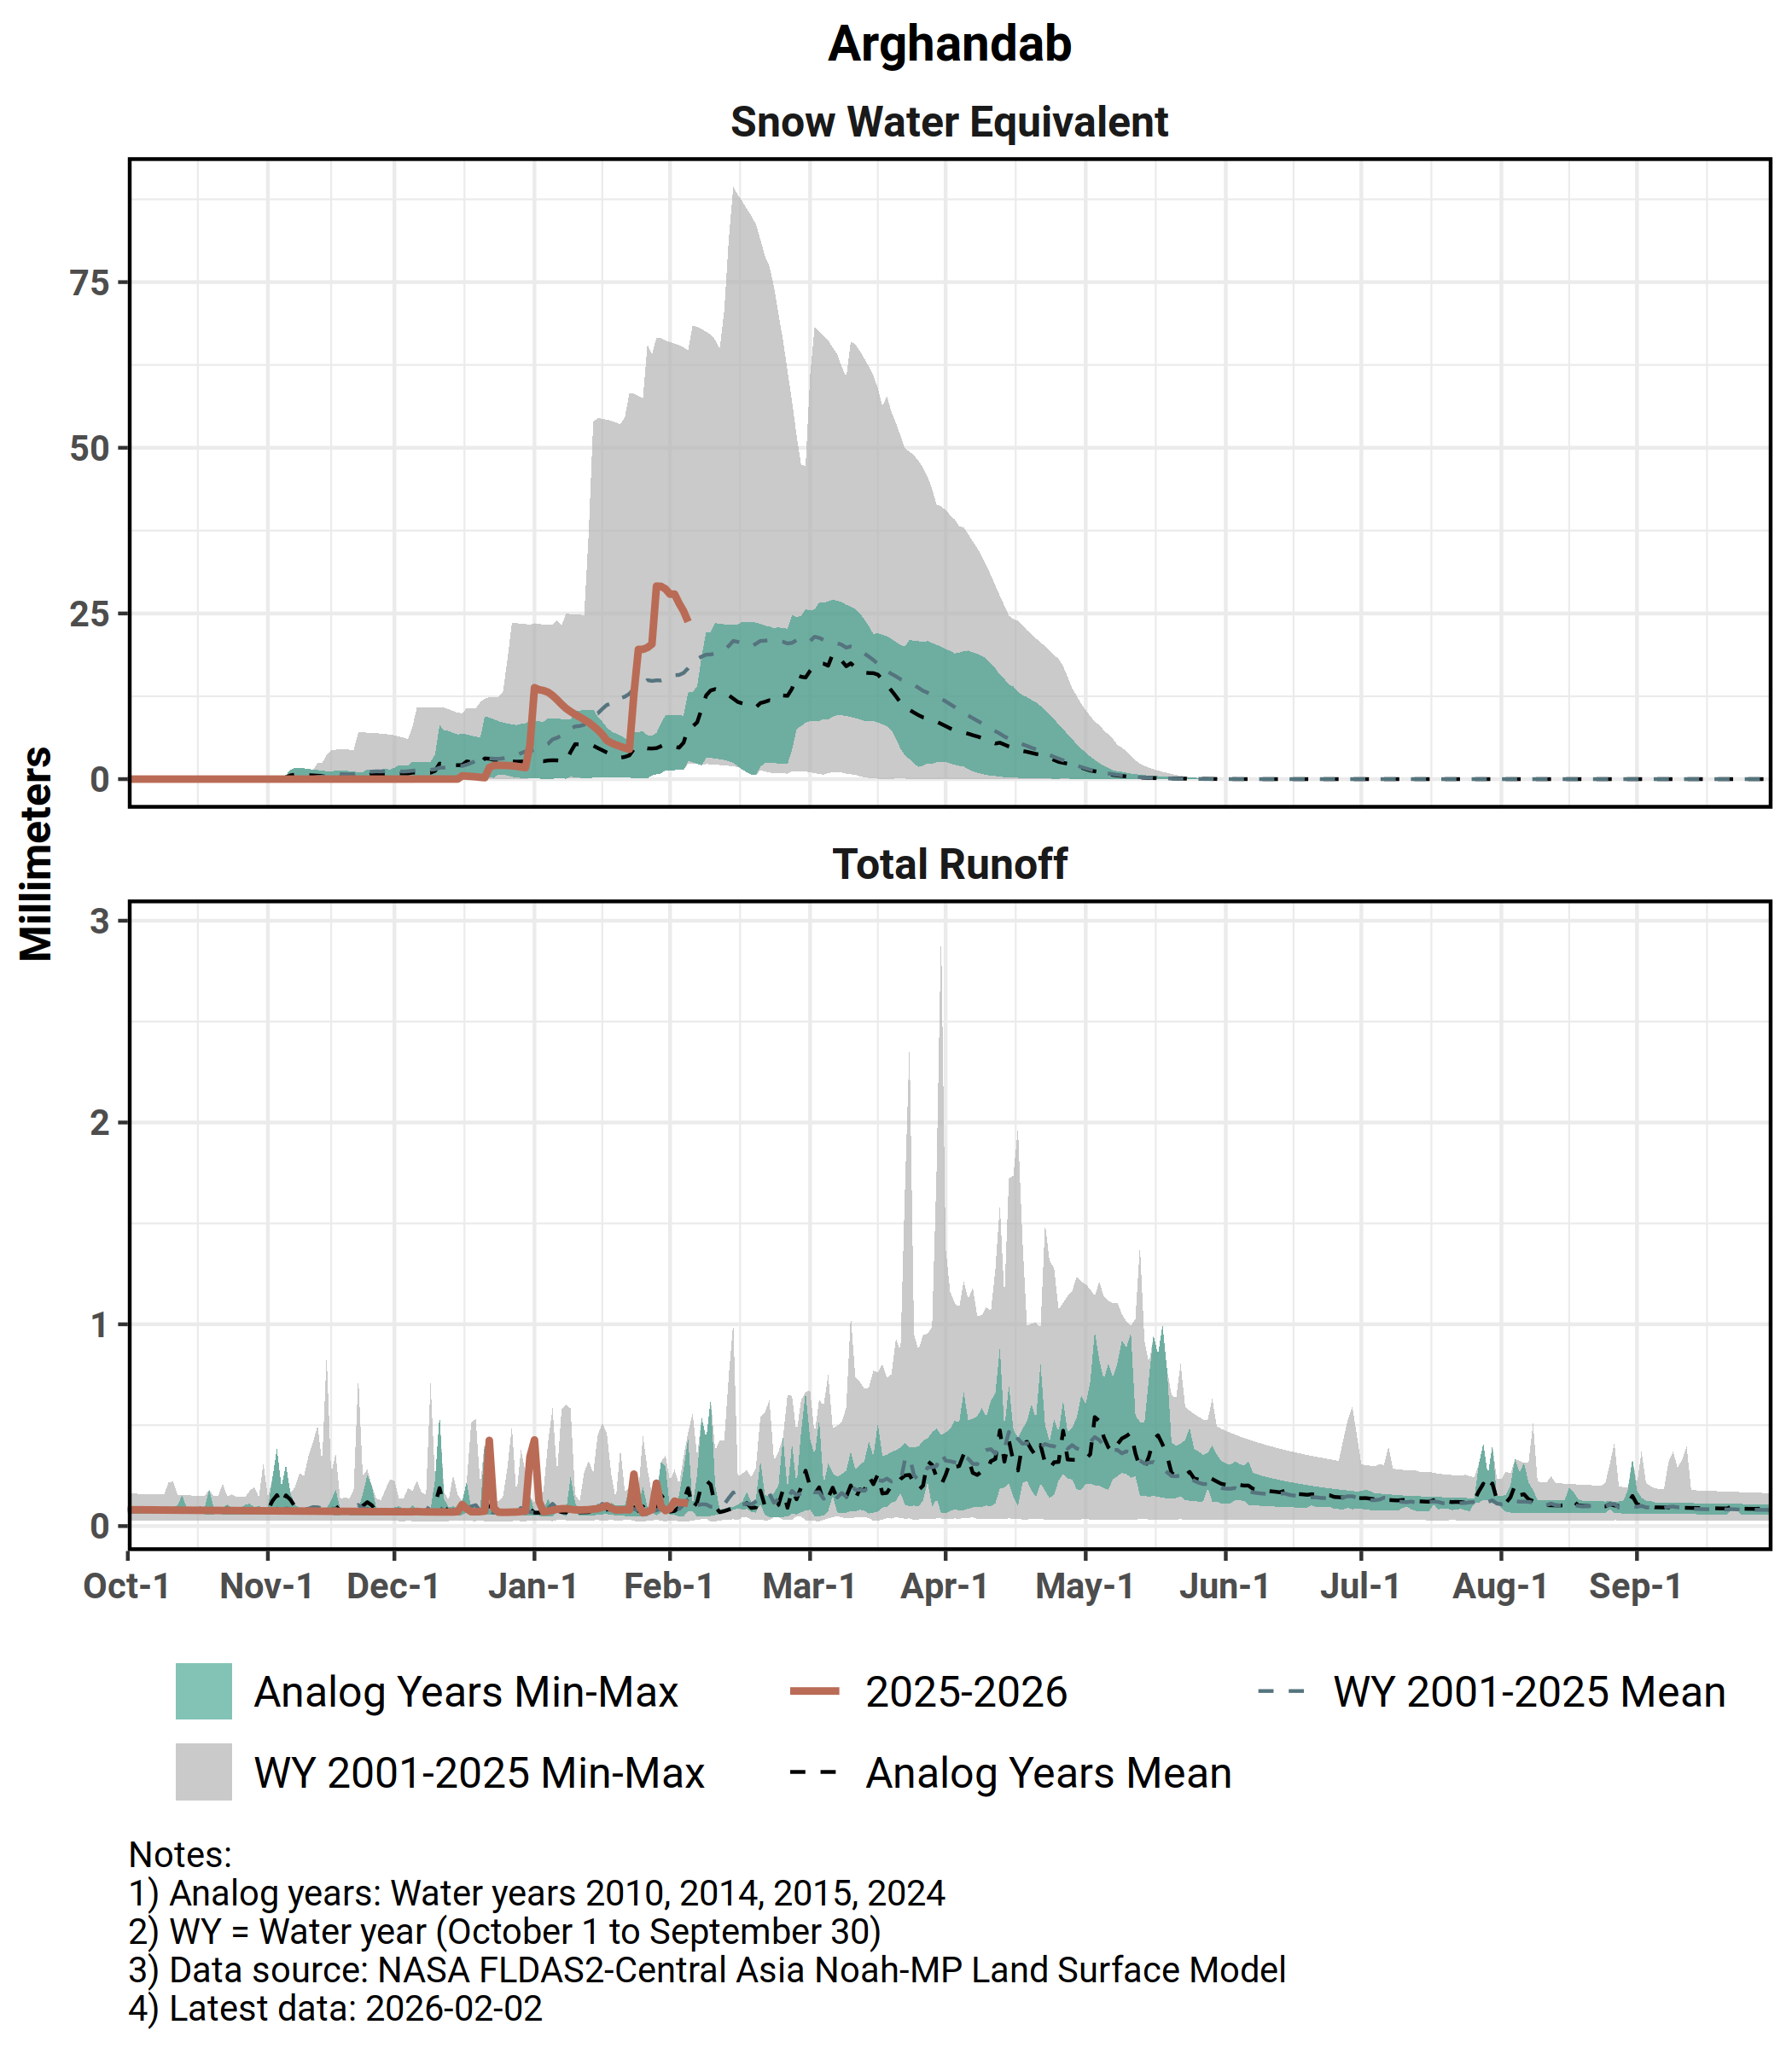 Arghandab
Snow Water Equivalent
75
50
25
0
Millimeters
Total Runoff
3
2
1
0
Oct-1 Nov-1 Dec-1 Jan-1 Feb-1 Mar-1 Apr-1 May-1 Jun-1 Jul-1 Aug-1 Sep-1
Analog Years Min-Max 2025-2026 WY 2001-2025 Mean
WY 2001-2025 Min-Max Analog Years Mean
Notes:
1) Analog years: Water years 2010, 2014, 2015, 2024
2) WY = Water year (October 1 to September 30)
3) Data source: NASA FLDAS2-Central Asia Noah-MP Land Surface Model
4) Latest data: 2026-02-02